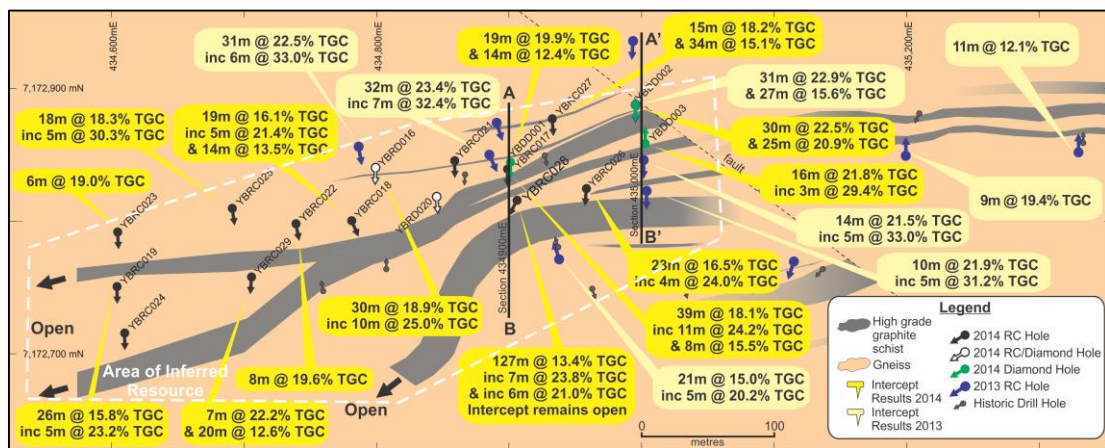 434,600mE
434,800mE
435,200mE
7,172,900 mN
7,172,700 mN
31m @ 22.5% TGC
inc 6m @ 33.0% TGC
19m @ 19.9% TGC
& 14m @ 12.4% TGC
15m @ 18.2% TGC
& 34m @ 15.1% TGC
11m @ 12.1% TGC
32m @ 23.4% TGC
inc 7m @ 32.4% TGC
31m @ 22.9% TGC
& 27m @ 15.6% TGC
18m @ 18.3% TGC
inc 5m @ 30.3% TGC
19m @ 16.1% TGC
inc 5m @ 21.4% TGC
& 14m @ 13.5% TGC
30m @ 22.5% TGC
& 25m @ 20.9% TGC
6m @ 19.0% TGC
16m @ 21.8% TGC
inc 3m @ 29.4% TGC
9m @ 19.4% TGC
14m @ 21.5% TGC
inc 5m @ 33.0% TGC
10m @ 21.9% TGC
inc 5m @ 31.2% TGC
23m @ 16.5% TGC
inc 4m @ 24.0% TGC
30m @ 18.9% TGC
inc 10m @ 25.0% TGC
39m @ 18.1% TGC
inc 11m @ 24.2% TGC
& 8m @ 15.5% TGC
127m @ 13.4% TGC
inc 7m @ 23.8% TGC
& inc 6m @ 21.0% TGC
Intercept remains open
21m @ 15.0% TGC
inc 5m @ 20.2% TGC
8m @ 19.6% TGC
26m @ 15.8% TGC
inc 5m @ 23.2% TGC
7m @ 22.2% TGC
& 20m @ 12.6% TGC
A
A'
B
B'
Section 434900mE
Section 435000mE
fault
YBRC023
YBRC019
YBRC024
YBRC025
YBRC029
YBRC022
YBRC018
YBRD016
YBRD020
YBRC021
YBDD001
YBRC017
YBRC028
YBRC027
YBRC026
YBDD002
YBDD003
Open
Open
Area of Inferred
Resource
Legend
High grade
graphite
schist
Gneiss
Intercept
Results 2014
Intercept
Results 2013
2014 RC Hole
2014 RC/Diamond Hole
2014 Diamond Hole
2013 RC Hole
Historic Drill Hole
0
100
metres